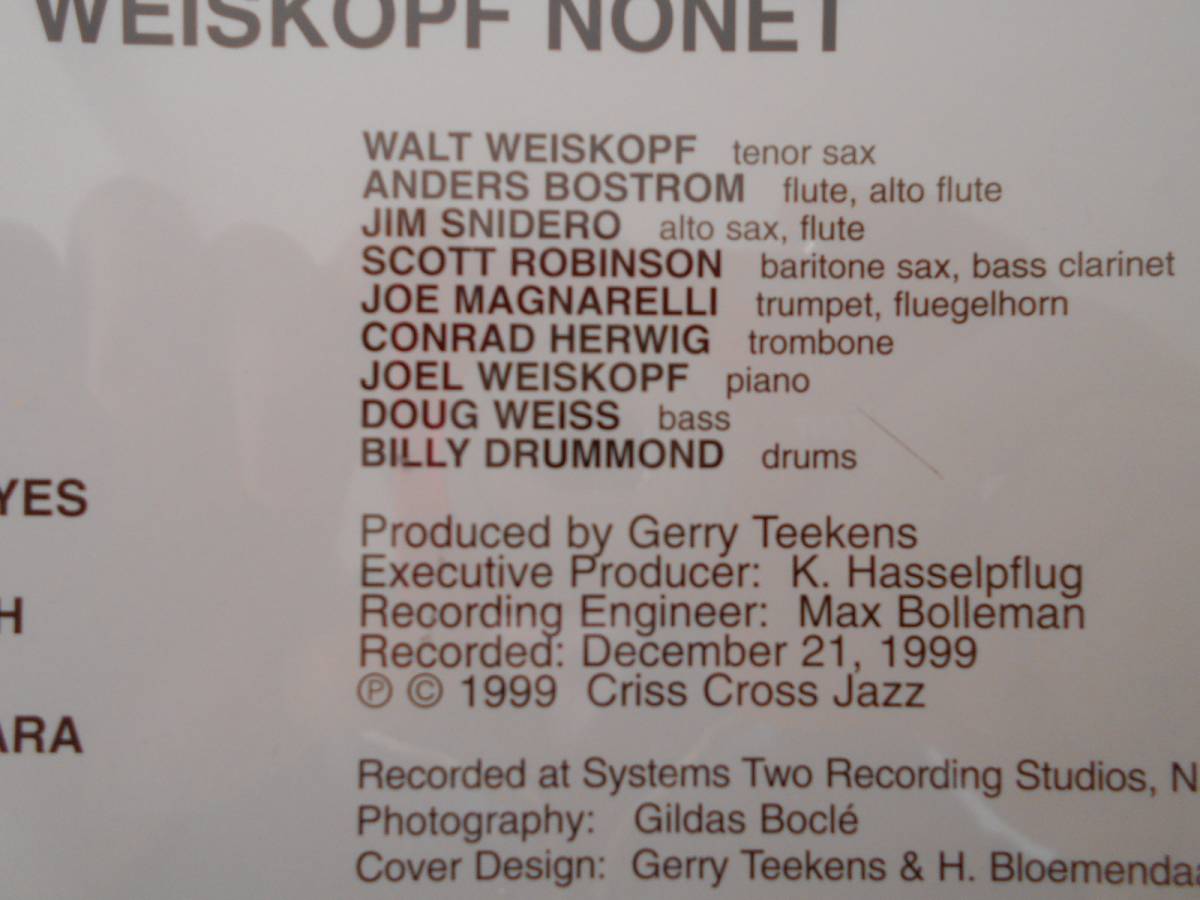 WEISKOPF NONET
WALT WEISKOPF tenor sax
ANDERS BOSTROM flute, alto flute
JIM SNIDERO alto sax, flute
SCOTT ROBINSON baritone sax, bass clarinet
JOE MAGNARELLI trumpet, fluegelhorn
CONRAD HERWIG trombone
JOEL WEISKOPF piano
DOUG WEISS bass
BILLY DRUMMOND drums
YES
Produced by Gerry Teekens
Executive Producer: K. Hasselpflug
Recording Engineer: Max Bolleman
H
Recorded: December 21, 1999
Ⓟ © 1999 Criss Cross Jazz
ARA
Recorded at Systems Two Recording Studios, N
Photography: Gildas Boclé
Cover Design: Gerry Teekens & H. Bloemendaa